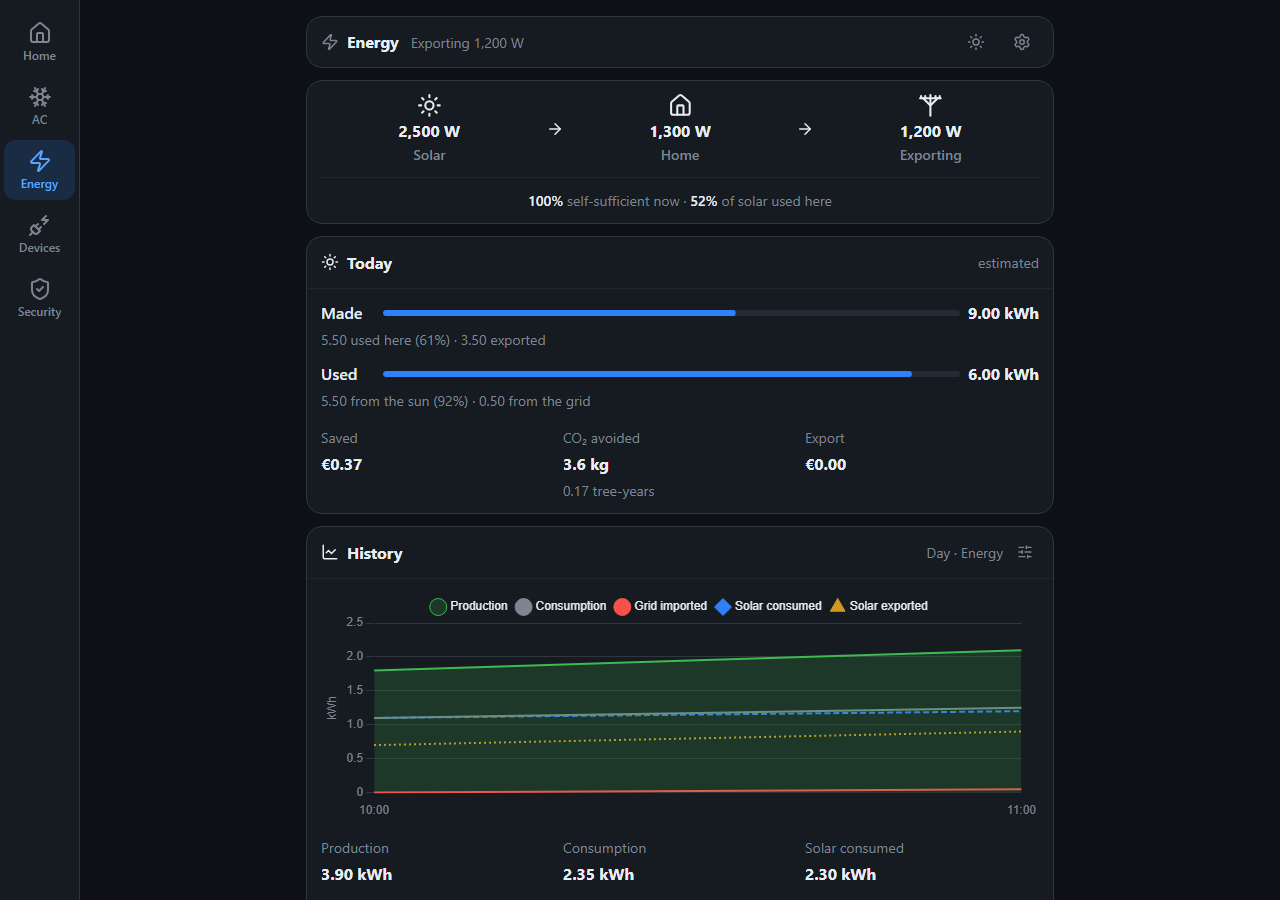 Home
AC
Energy
Devices
Security
Energy Exporting 1,200 W
2,500 W
Solar
1,300 W
Home
1,200 W
Exporting
100% self-sufficient now · 52% of solar used here
Today estimated
Made 9.00 kWh
5.50 used here (61%) · 3.50 exported
Used 6.00 kWh
5.50 from the sun (92%) · 0.50 from the grid
Saved
€0.37
CO₂ avoided
3.6 kg
0.17 tree-years
Export
€0.00
History Day · Energy
Production Consumption Grid imported Solar consumed Solar exported
kWh
2.5
2.0
1.5
1.0
0.5
0
10:00 11:00
Production
3.90 kWh
Consumption
2.35 kWh
Solar consumed
2.30 kWh